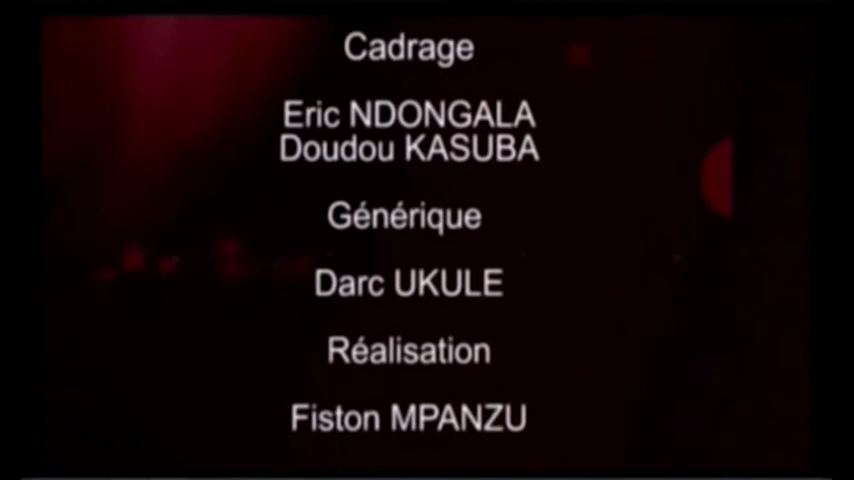 Cadrage
Eric NDONGALA
Doudou KASUBA
Générique
Darc UKULE
Réalisation
Fiston MPANZU